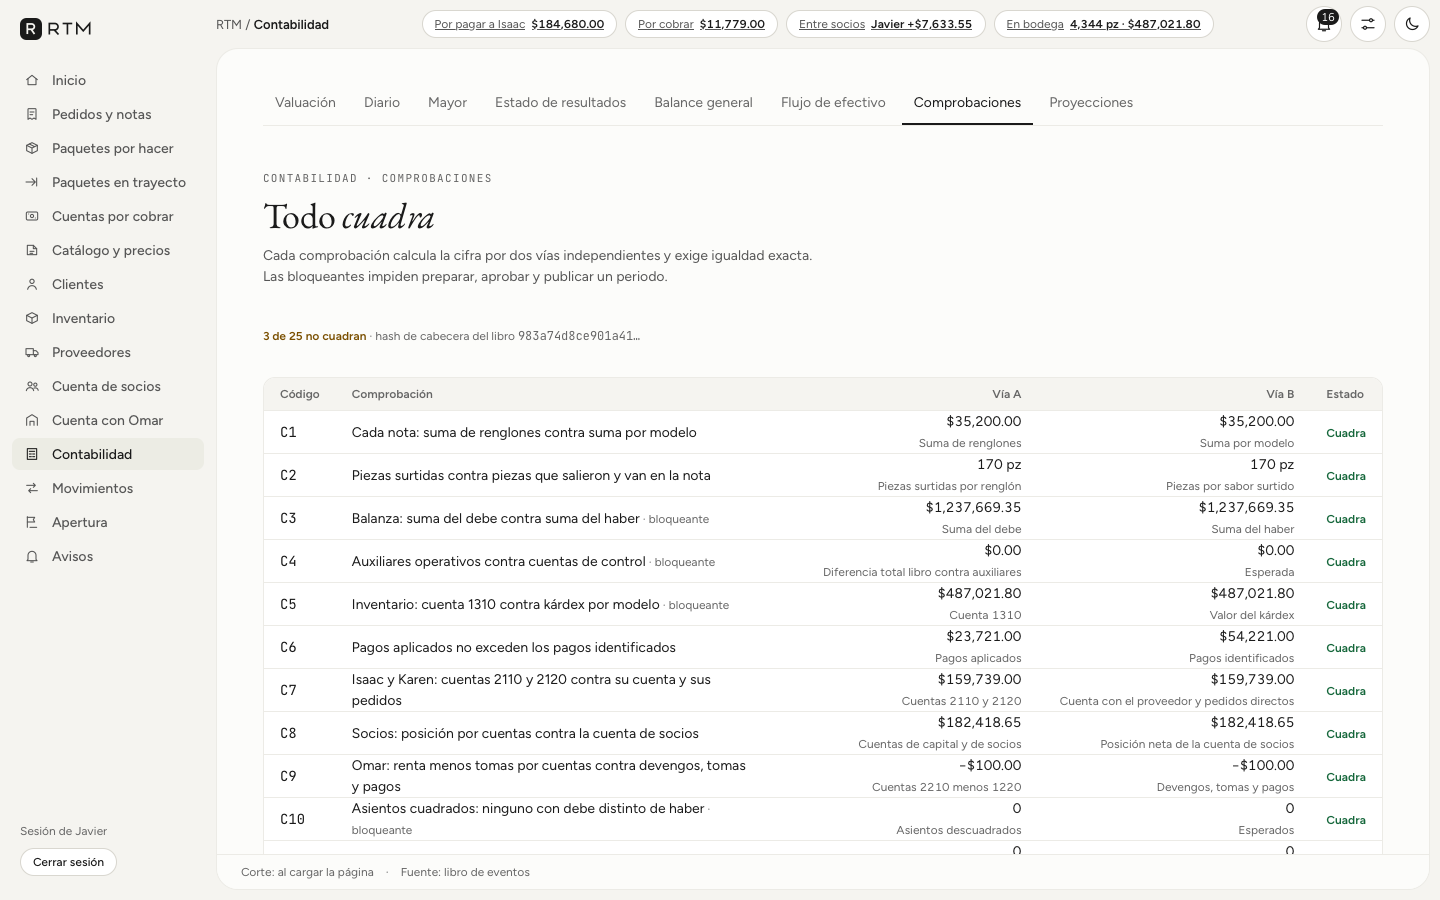 R RTM
RTM / Contabilidad
Por pagar a Isaac $184,680.00
Por cobrar $11,779.00
Entre socios Javier +$7,633.55
En bodega 4,344 pz · $487,021.80
16
Inicio
Pedidos y notas
Paquetes por hacer
Paquetes en trayecto
Cuentas por cobrar
Catálogo y precios
Clientes
Inventario
Proveedores
Cuenta de socios
Cuenta con Omar
Contabilidad
Movimientos
Apertura
Avisos
Sesión de Javier
Cerrar sesión
Valuación Diario Mayor Estado de resultados Balance general Flujo de efectivo Comprobaciones Proyecciones
CONTABILIDAD · COMPROBACIONES
Todo cuadra
Cada comprobación calcula la cifra por dos vías independientes y exige igualdad exacta.
Las bloqueantes impiden preparar, aprobar y publicar un periodo.
3 de 25 no cuadran · hash de cabecera del libro 983a74d8ce901a41…
Código Comprobación Vía A Vía B Estado
C1 Cada nota: suma de renglones contra suma por modelo $35,200.00 $35,200.00 Cuadra
Suma de renglones Suma por modelo
C2 Piezas surtidas contra piezas que salieron y van en la nota 170 pz 170 pz Cuadra
Piezas surtidas por renglón Piezas por sabor surtido
C3 Balanza: suma del debe contra suma del haber · bloqueante $1,237,669.35 $1,237,669.35 Cuadra
Suma del debe Suma del haber
C4 Auxiliares operativos contra cuentas de control · bloqueante $0.00 $0.00 Cuadra
Diferencia total libro contra auxiliares Esperada
C5 Inventario: cuenta 1310 contra kárdex por modelo · bloqueante $487,021.80 $487,021.80 Cuadra
Cuenta 1310 Valor del kárdex
C6 Pagos aplicados no exceden los pagos identificados $23,721.00 $54,221.00 Cuadra
Pagos aplicados Pagos identificados
C7 Isaac y Karen: cuentas 2110 y 2120 contra su cuenta y sus $159,739.00 $159,739.00 Cuadra
pedidos Cuentas 2110 y 2120 Cuenta con el proveedor y pedidos directos
C8 Socios: posición por cuentas contra la cuenta de socios $182,418.65 $182,418.65 Cuadra
Cuentas de capital y de socios Posición neta de la cuenta de socios
C9 Omar: renta menos tomas por cuentas contra devengos, tomas −$100.00 −$100.00 Cuadra
y pagos Cuentas 2210 menos 1220 Devengos, tomas y pagos
C10 Asientos cuadrados: ninguno con debe distinto de haber · 0 0 Cuadra
bloqueante Asientos descuadrados Esperados
0 0
Corte: al cargar la página · Fuente: libro de eventos